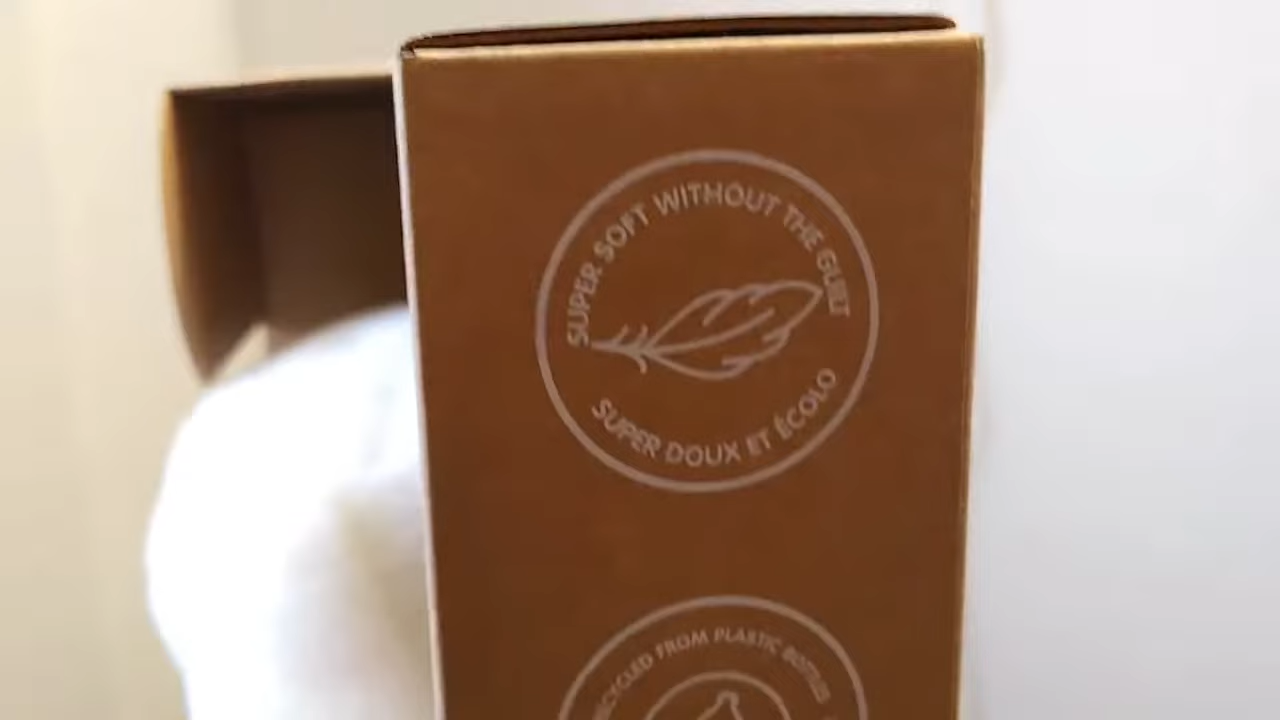 SUPER SOFT WITHOUT THE GUILT
SUPER DOUX ET ÉCOLO
RECYCLED FROM PLASTIC BOTTLES